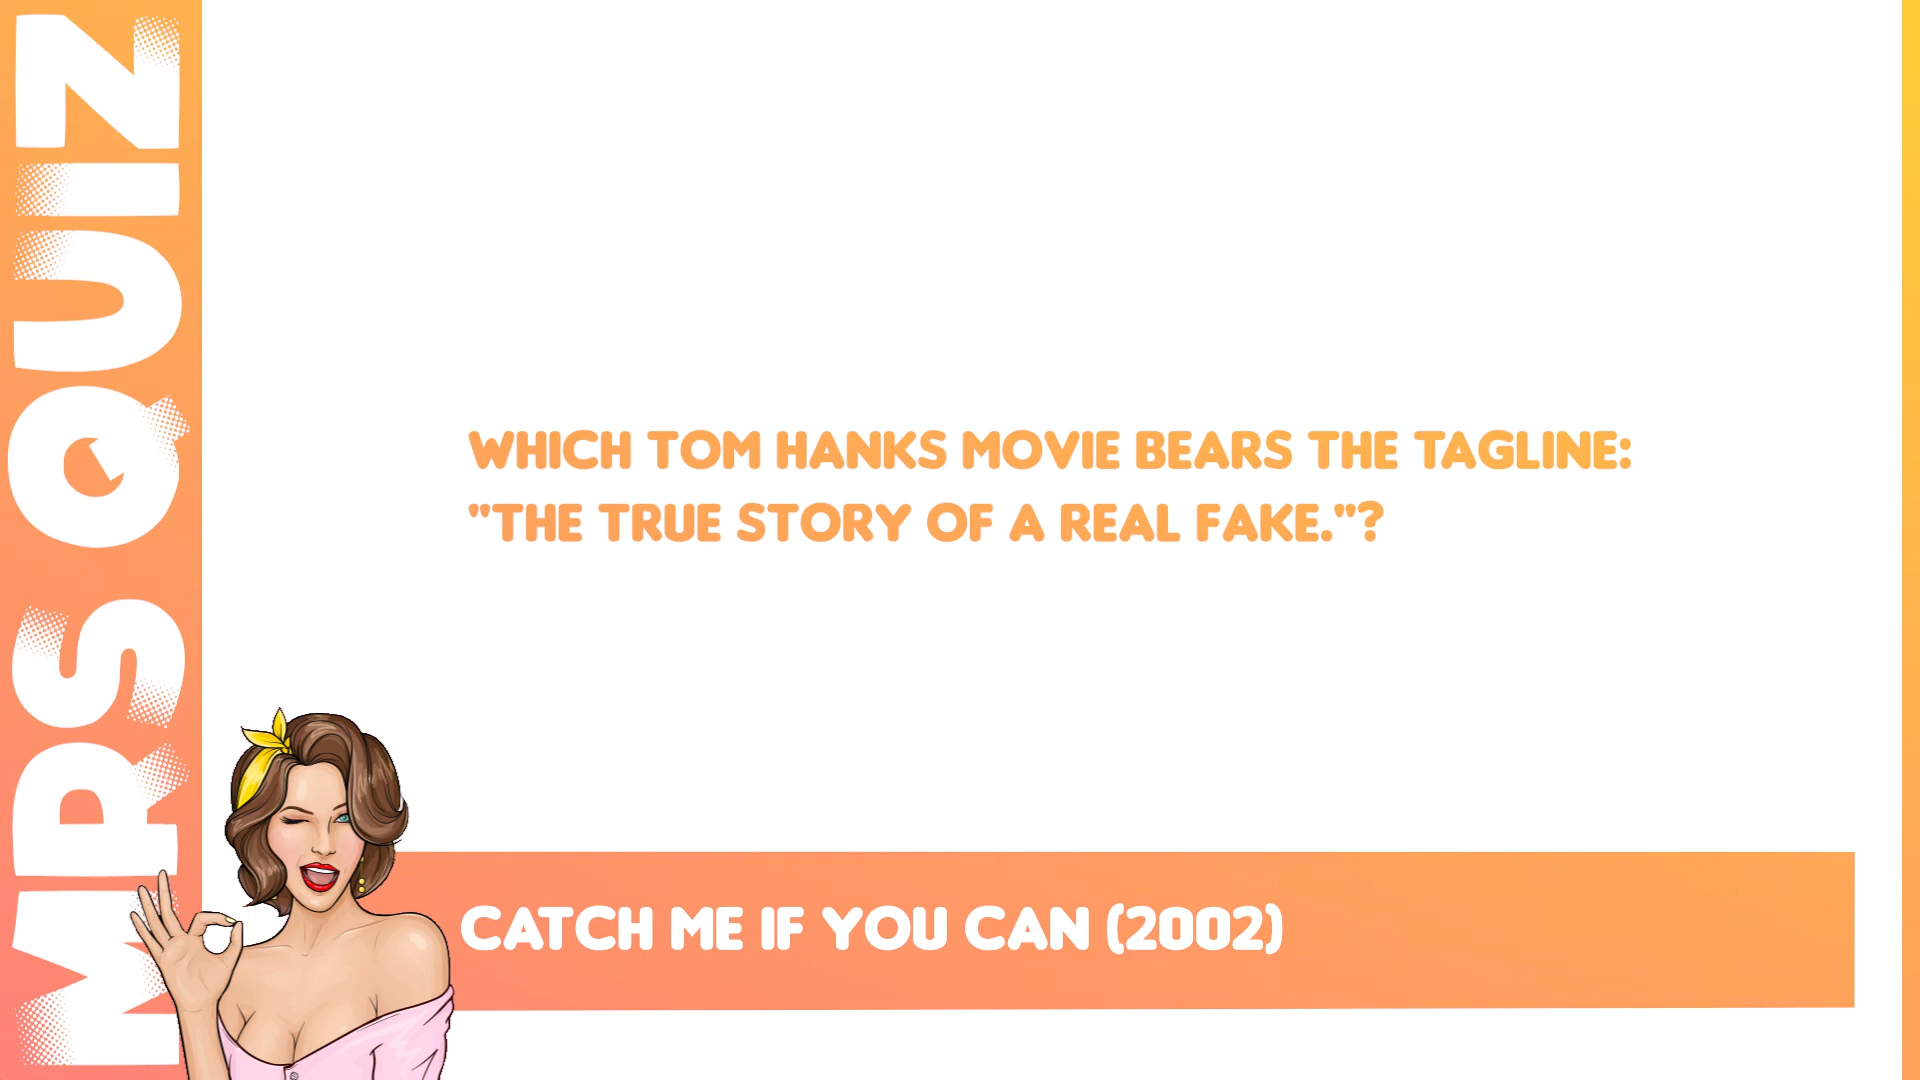 MRS QUIZ
WHICH TOM HANKS MOVIE BEARS THE TAGLINE:
"THE TRUE STORY OF A REAL FAKE."?
CATCH ME IF YOU CAN (2002)